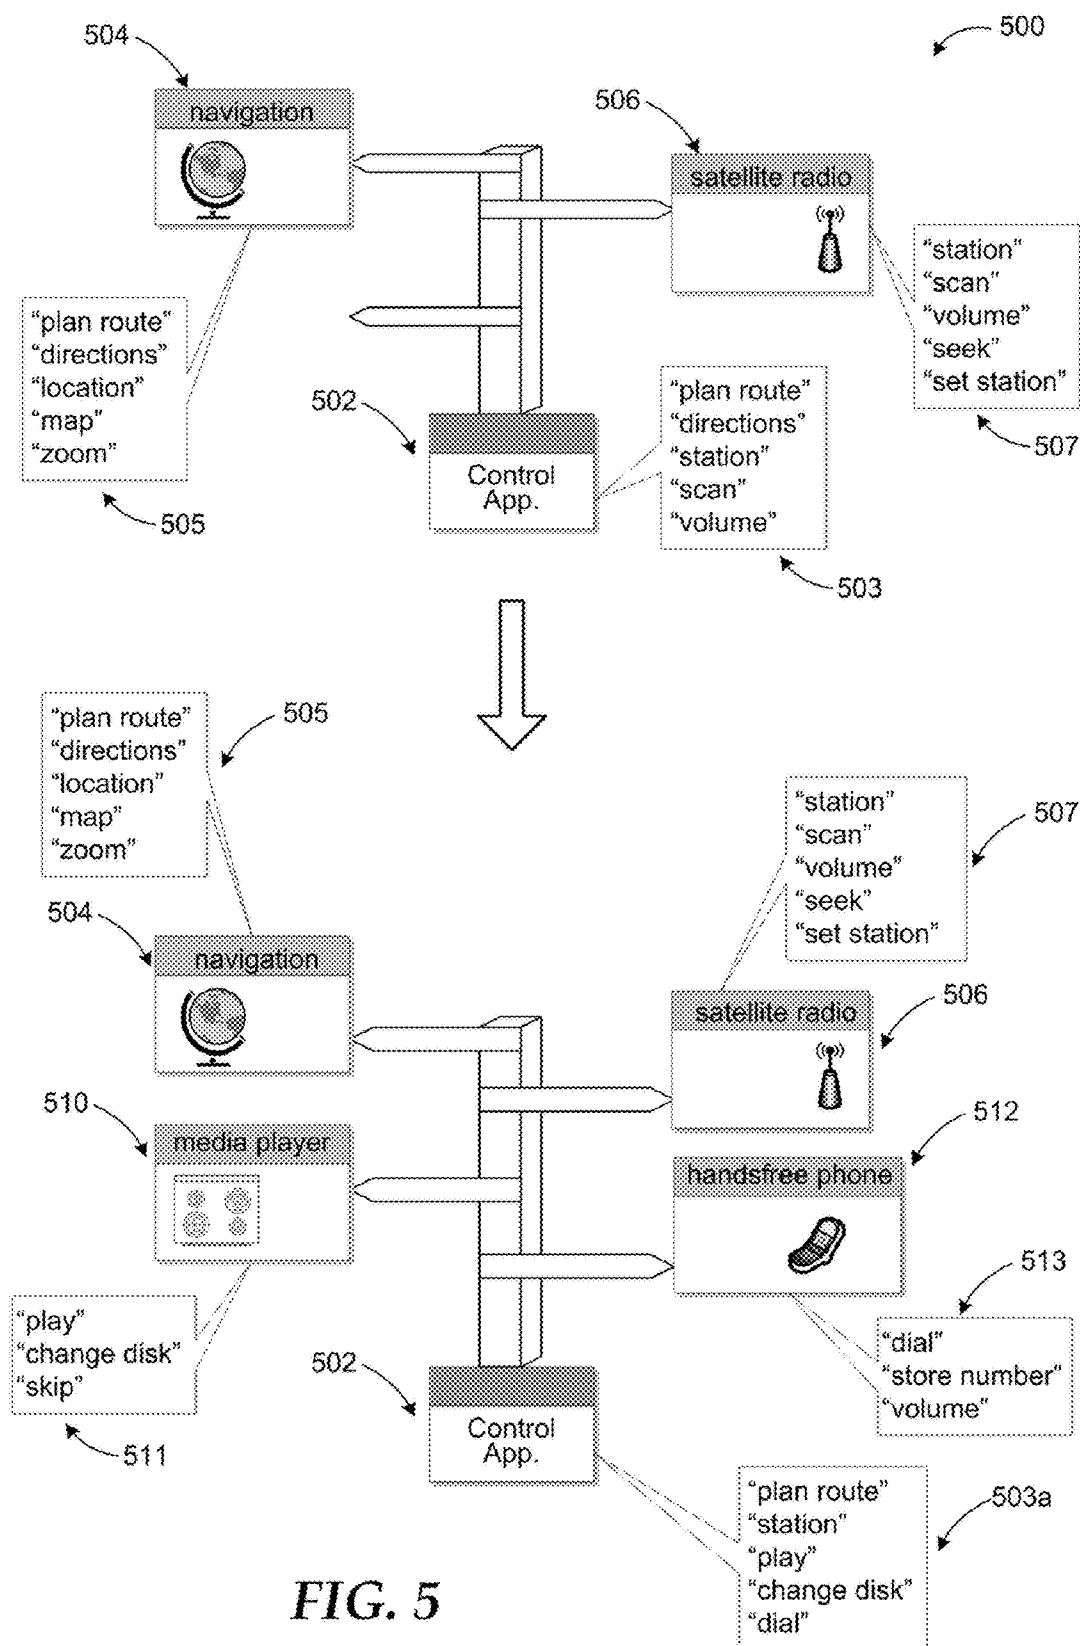 500
504
navigation
506
satellite radio
“station”
“scan”
“volume”
“seek”
“set station”
507
“plan route”
“directions”
“location”
“map”
“zoom”
505
502
Control
App.
“plan route”
“directions”
“station”
“scan”
“volume”
503
“plan route”
“directions”
“location”
“map”
“zoom”
505
“station”
“scan”
“volume”
“seek”
“set station”
507
504
navigation
506
satellite radio
510
media player
512
handsfree phone
“play”
“change disk”
“skip”
511
513
“dial”
“store number”
“volume”
502
Control
App.
“plan route”
“station”
“play”
“change disk”
“dial”
503a
FIG. 5